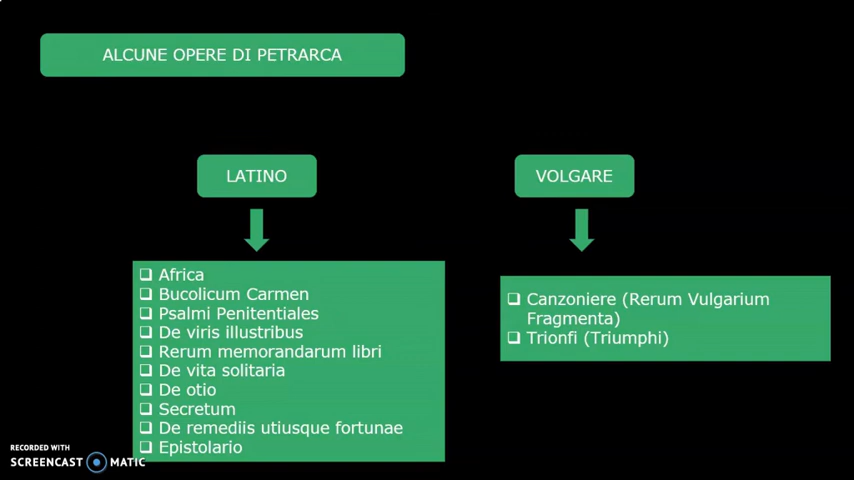 ALCUNE OPERE DI PETRARCA
LATINO
VOLGARE
Africa
Bucolicum Carmen
Psalmi Penitentiales
De viris illustribus
Rerum memorandarum libri
De vita solitaria
De otio
Secretum
De remediis utiusque fortunae
Epistolario
Canzoniere (Rerum Vulgarium
Fragmenta)
Trionfi (Triumphi)
RECORDED WITH
SCREENCAST MATIC